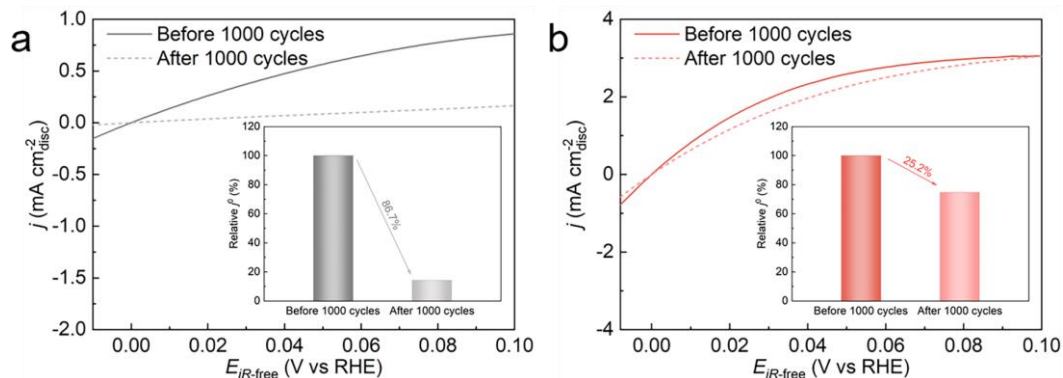 a
Before 1000 cycles
After 1000 cycles
j (mA cm⁻²disc)
1.0
0.5
0.0
-0.5
-1.0
-1.5
-2.0
0.00 0.02 0.04 0.06 0.08 0.10
E_iR-free (V vs RHE)
Relative j⁰ (%)
120
100
80
60
40
20
0
86.7%
Before 1000 cycles After 1000 cycles
b
Before 1000 cycles
After 1000 cycles
j (mA cm⁻²disc)
4
2
0
-2
-4
0.00 0.02 0.04 0.06 0.08 0.10
E_iR-free (V vs RHE)
Relative j⁰ (%)
120
100
80
60
40
20
0
25.2%
Before 1000 cycles After 1000 cycles